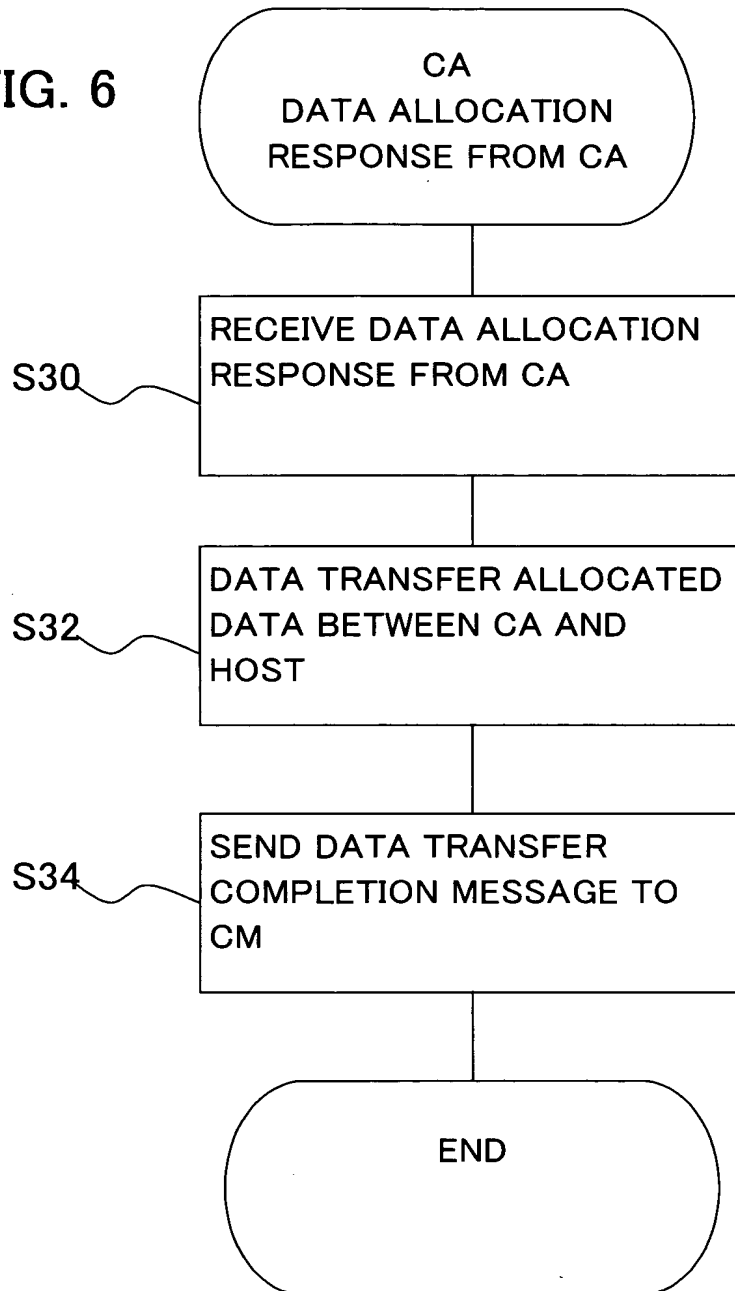 IG. 6
CA
DATA ALLOCATION
RESPONSE FROM CA
S30
RECEIVE DATA ALLOCATION
RESPONSE FROM CA
S32
DATA TRANSFER ALLOCATED
DATA BETWEEN CA AND
HOST
S34
SEND DATA TRANSFER
COMPLETION MESSAGE TO
CM
END